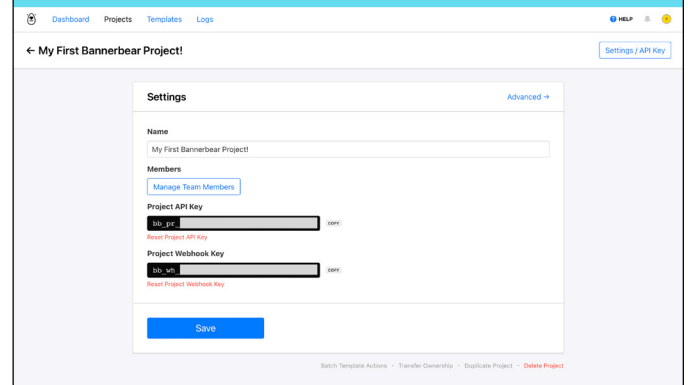 Dashboard Projects Templates Logs
? HELP
← My First Bannerbear Project!
Settings / API Key
Settings
Advanced →
Name
My First Bannerbear Project!
Members
Manage Team Members
Project API Key
bb_pr_
COPY
Reset Project API Key
Project Webhook Key
bb_wh_
COPY
Reset Project Webhook Key
Save
Batch Template Actions · Transfer Ownership · Duplicate Project · Delete Project